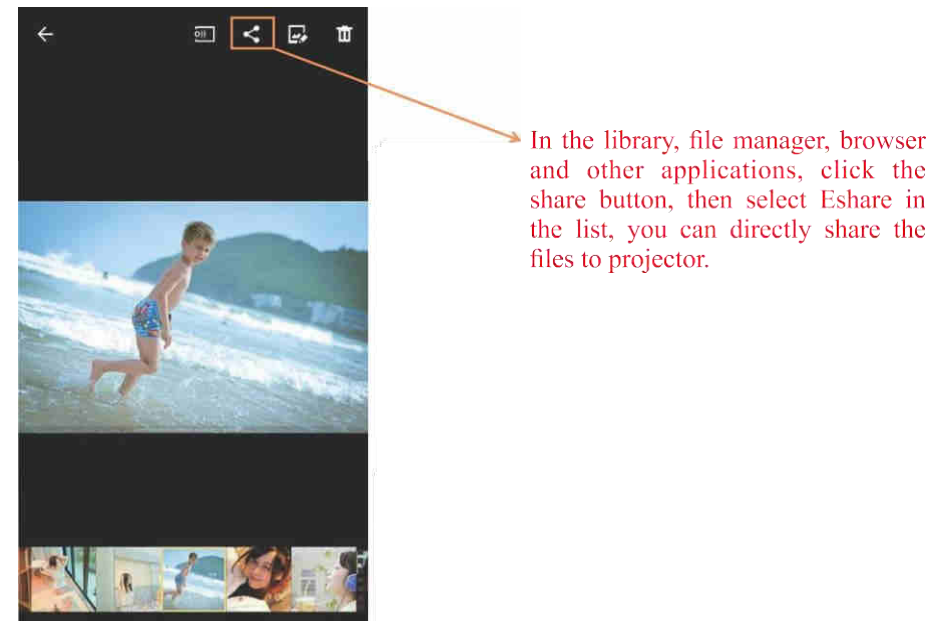 In the library, file manager, browser
and other applications, click the
share button, then select Eshare in
the list, you can directly share the
files to projector.